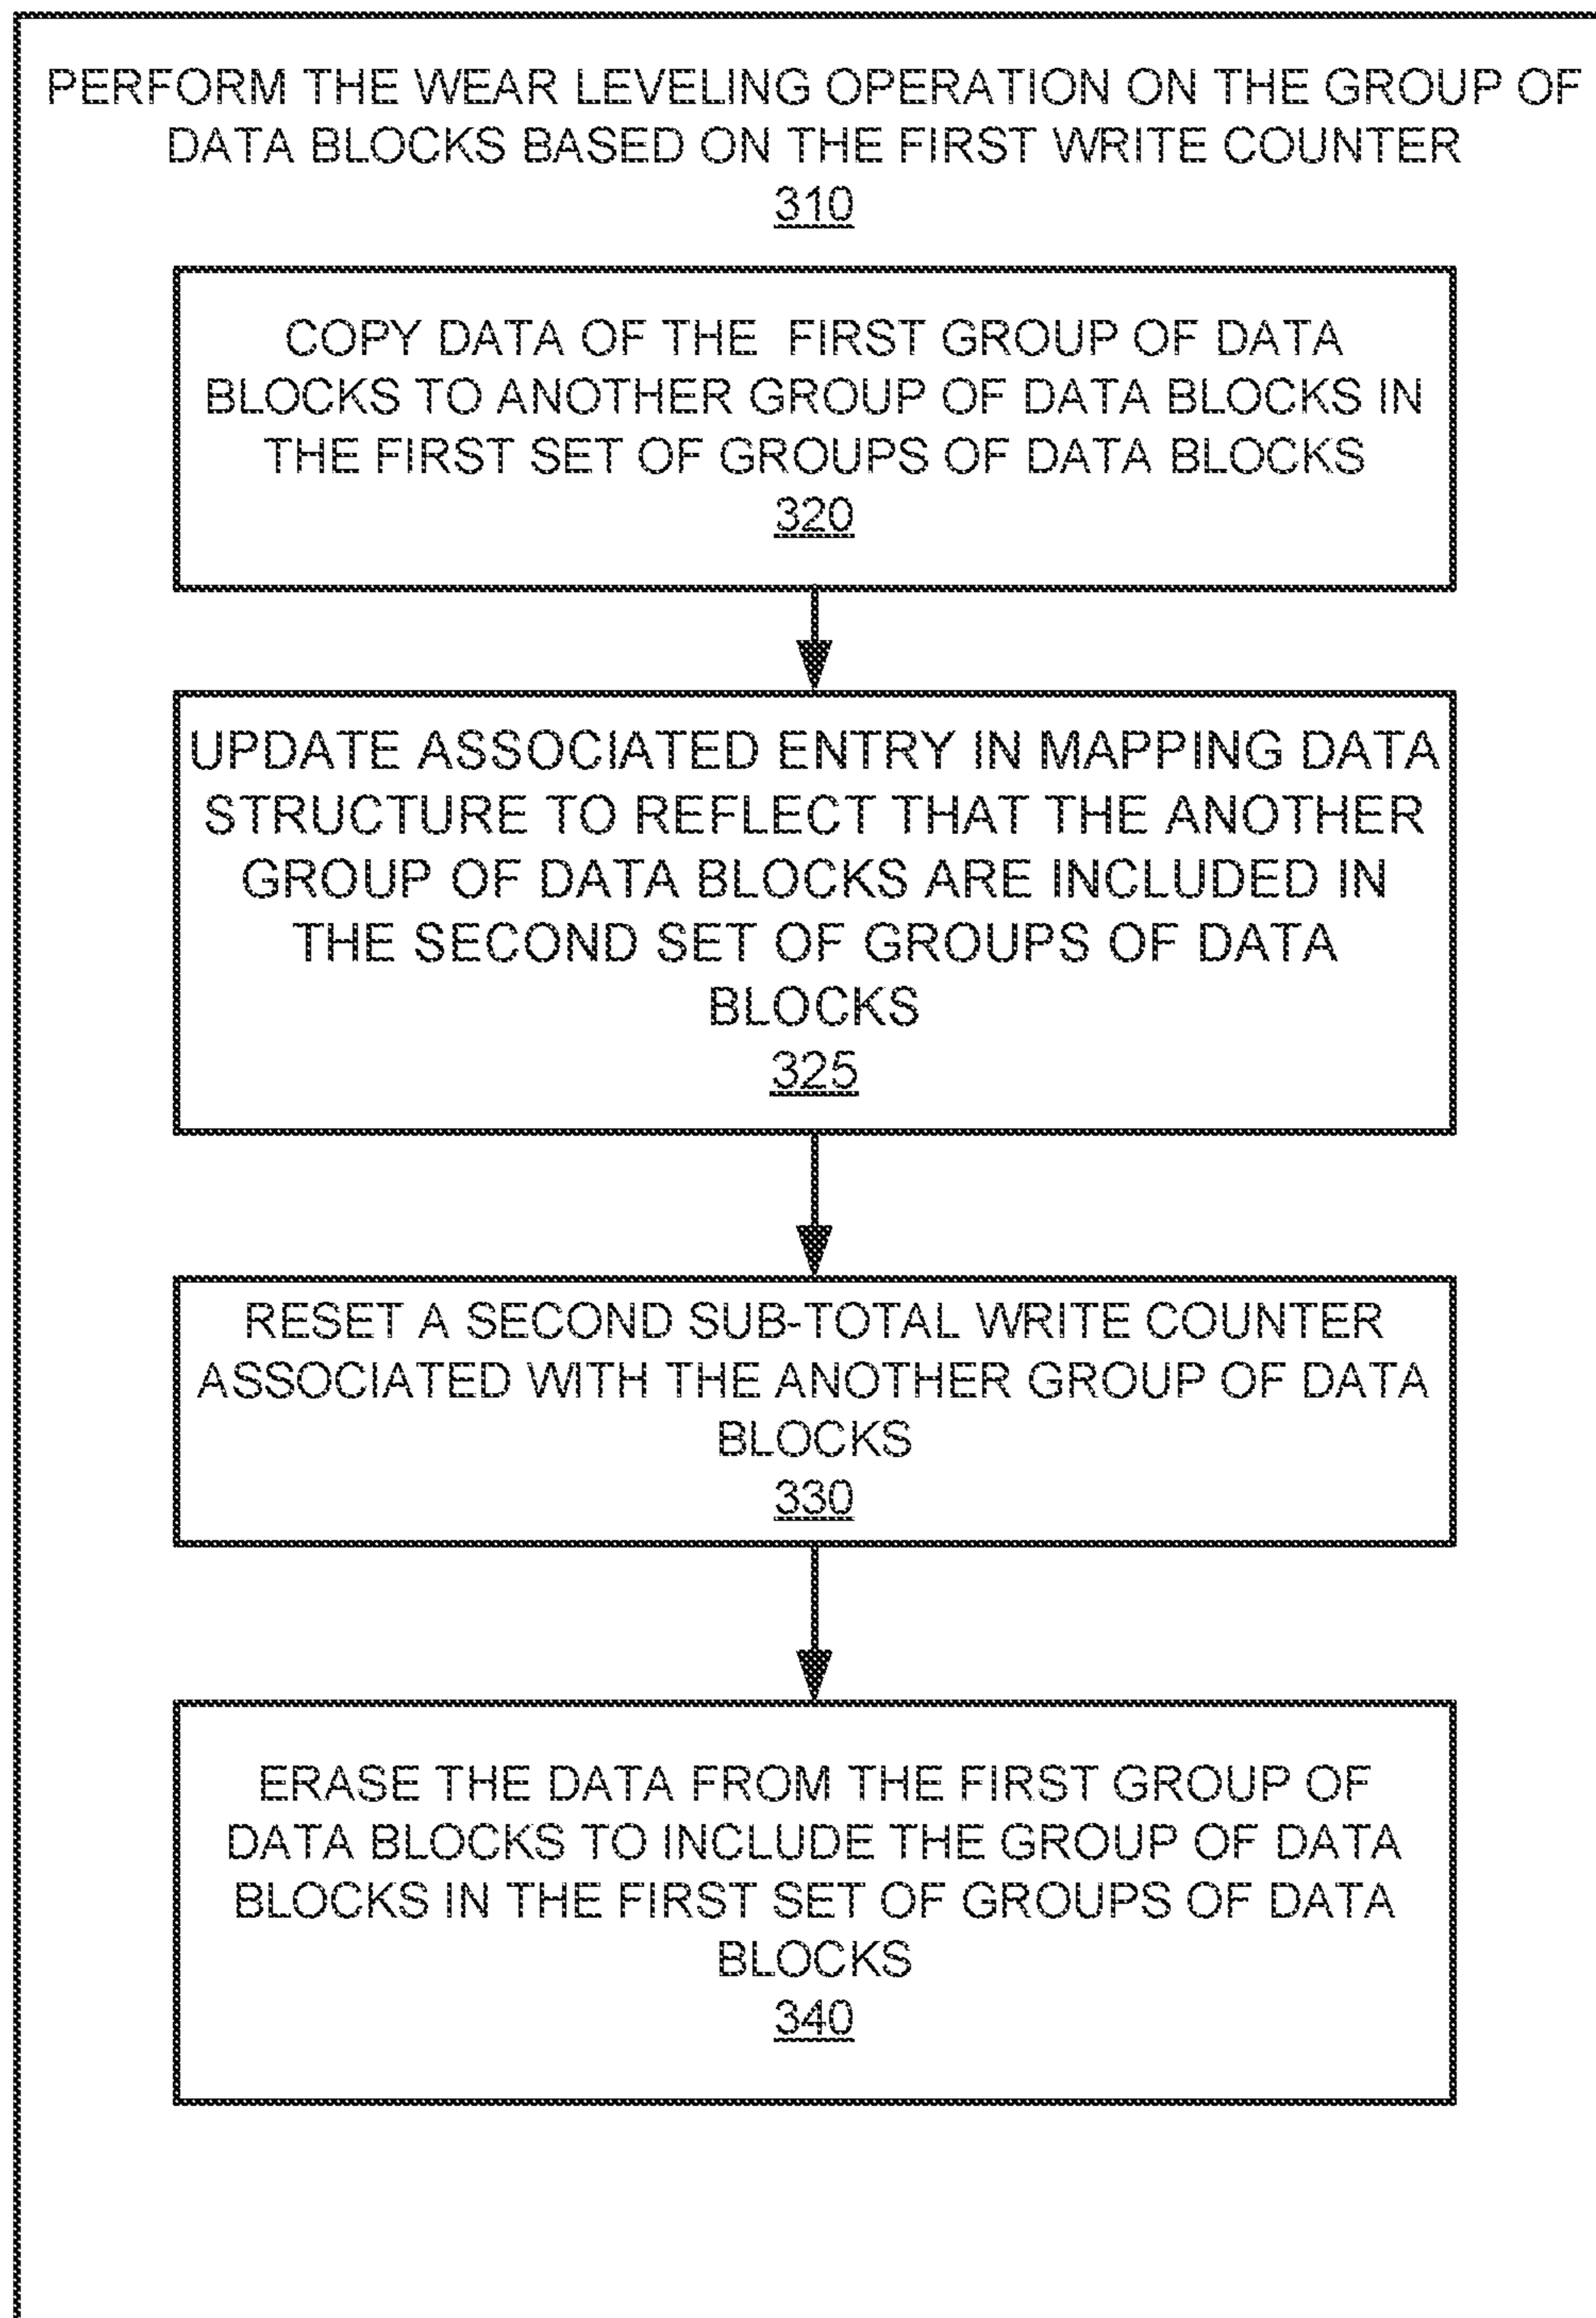 PERFORM THE WEAR LEVELING OPERATION ON THE GROUP OF
DATA BLOCKS BASED ON THE FIRST WRITE COUNTER
310
COPY DATA OF THE FIRST GROUP OF DATA
BLOCKS TO ANOTHER GROUP OF DATA BLOCKS IN
THE FIRST SET OF GROUPS OF DATA BLOCKS
320
UPDATE ASSOCIATED ENTRY IN MAPPING DATA
STRUCTURE TO REFLECT THAT THE ANOTHER
GROUP OF DATA BLOCKS ARE INCLUDED IN
THE SECOND SET OF GROUPS OF DATA
BLOCKS
325
RESET A SECOND SUB-TOTAL WRITE COUNTER
ASSOCIATED WITH THE ANOTHER GROUP OF DATA
BLOCKS
330
ERASE THE DATA FROM THE FIRST GROUP OF
DATA BLOCKS TO INCLUDE THE GROUP OF DATA
BLOCKS IN THE FIRST SET OF GROUPS OF DATA
BLOCKS
340